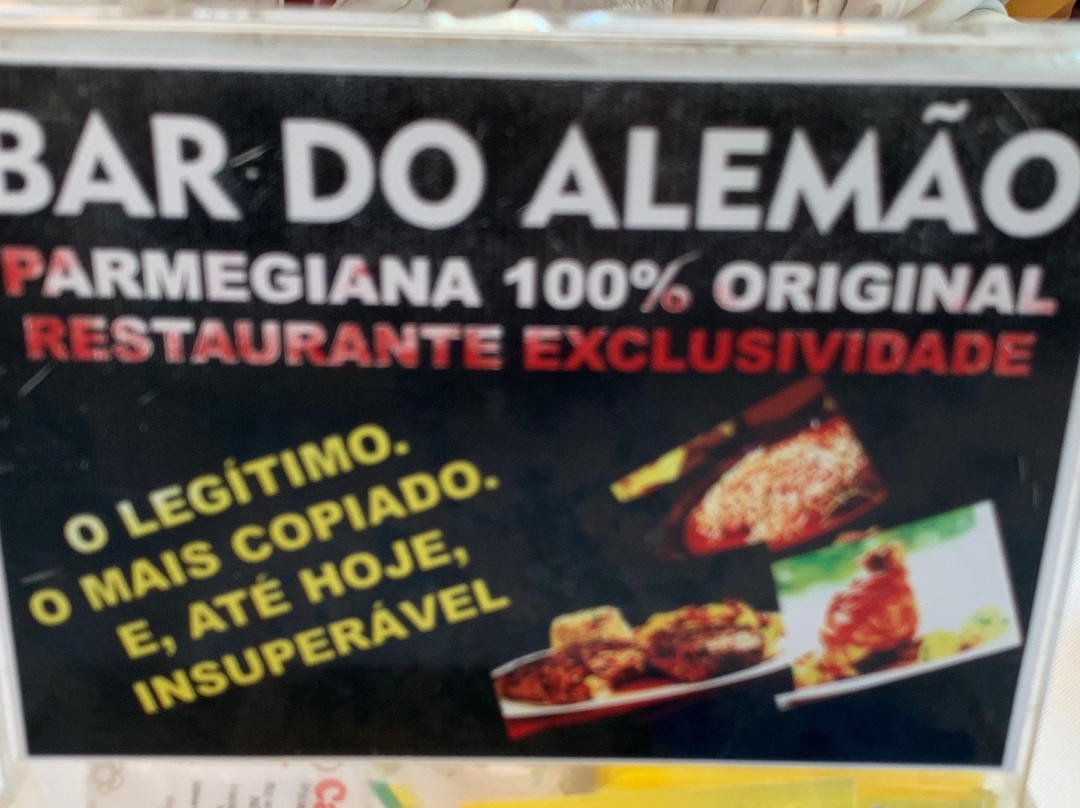 BAR DO ALEMÃO
PARMEGIANA 100% ORIGINAL
RESTAURANTE EXCLUSIVIDADE
O LEGÍTIMO.
O MAIS COPIADO.
E, ATÉ HOJE,
INSUPERÁVEL